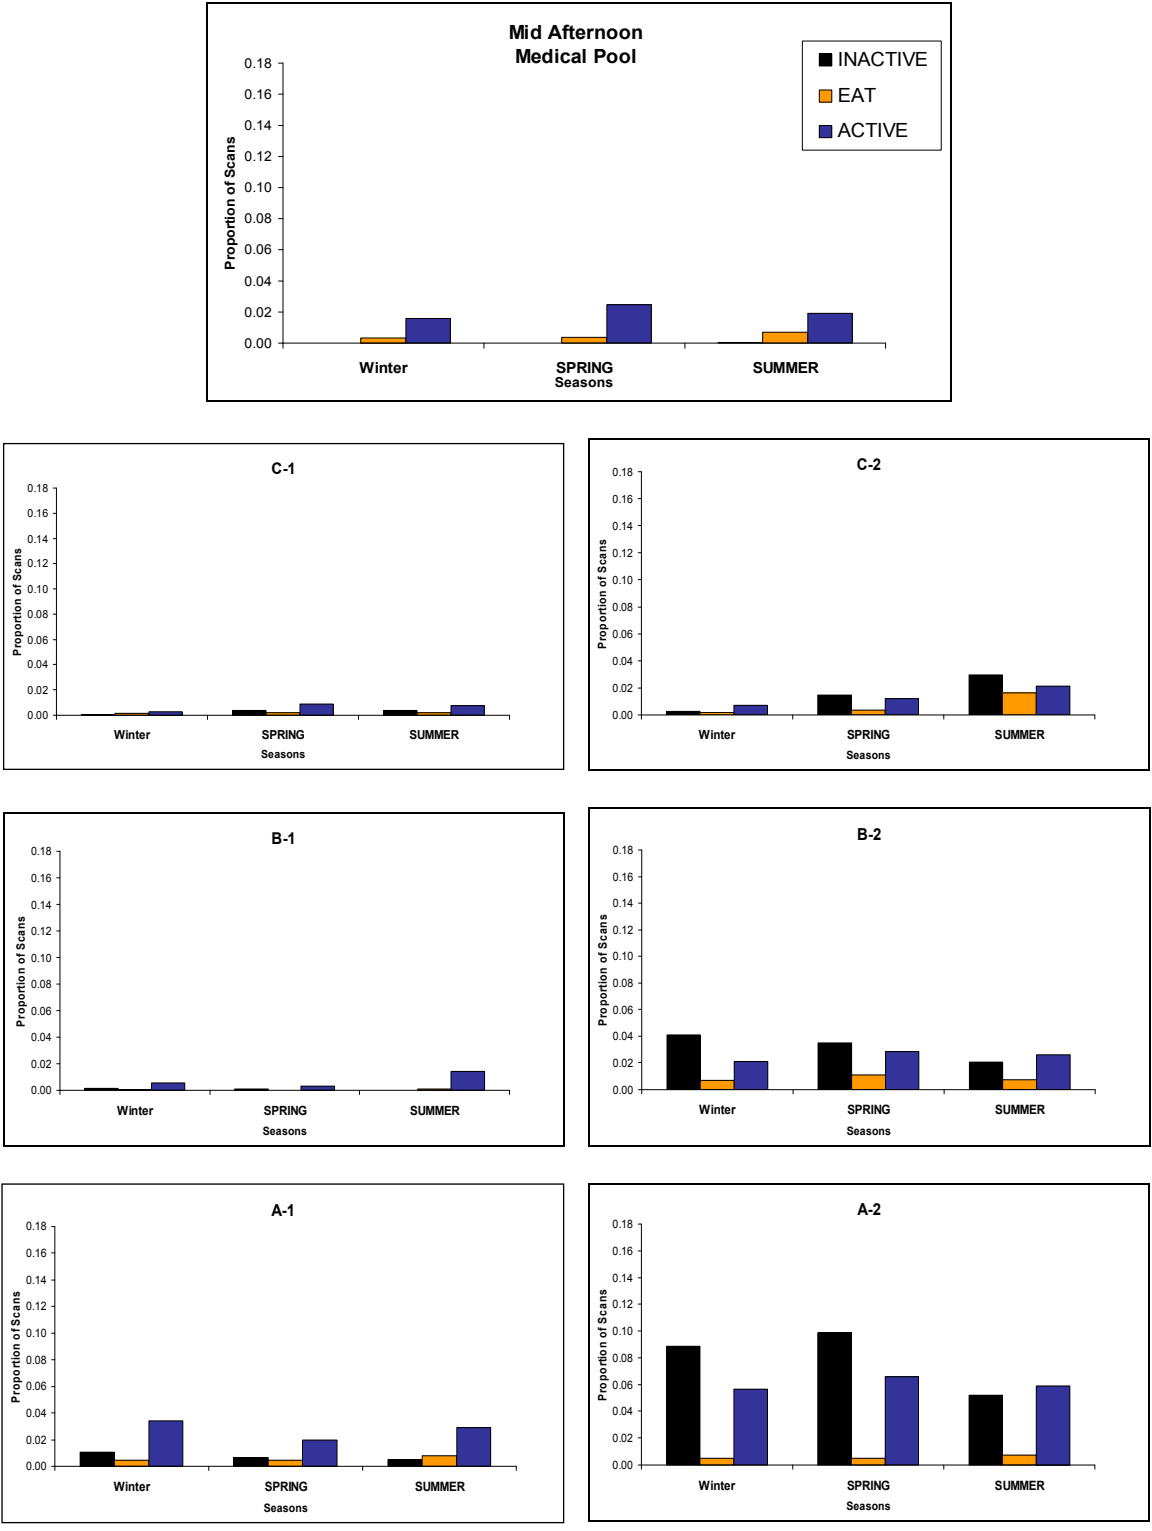 Mid Afternoon
Medical Pool
INACTIVE
EAT
ACTIVE
Proportion of Scans
0.18
0.16
0.14
0.12
0.10
0.08
0.06
0.04
0.02
0.00
Winter SPRING SUMMER
Seasons
C-1
Proportion of Scans
0.18
0.16
0.14
0.12
0.10
0.08
0.06
0.04
0.02
0.00
Winter SPRING SUMMER
Seasons
C-2
Proportion of Scans
0.18
0.16
0.14
0.12
0.10
0.08
0.06
0.04
0.02
0.00
Winter SPRING SUMMER
Seasons
B-1
Proportion of Scans
0.18
0.16
0.14
0.12
0.10
0.08
0.06
0.04
0.02
0.00
Winter SPRING SUMMER
Seasons
B-2
Proportion of Scans
0.18
0.16
0.14
0.12
0.10
0.08
0.06
0.04
0.02
0.00
Winter SPRING SUMMER
Seasons
A-1
Proportion of Scans
0.18
0.16
0.14
0.12
0.10
0.08
0.06
0.04
0.02
0.00
Winter SPRING SUMMER
Seasons
A-2
Proportion of Scans
0.18
0.16
0.14
0.12
0.10
0.08
0.06
0.04
0.02
0.00
Winter SPRING SUMMER
Seasons